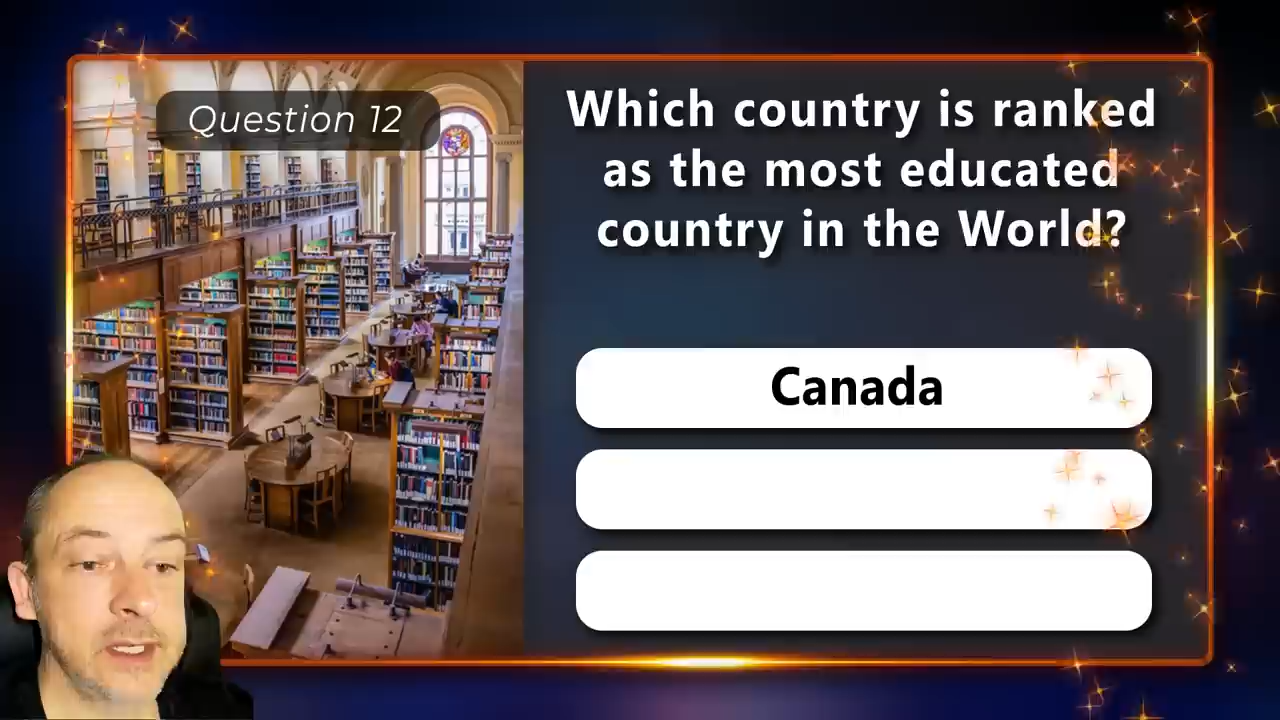 Question 12
Which country is ranked
as the most educated
country in the World?
Canada